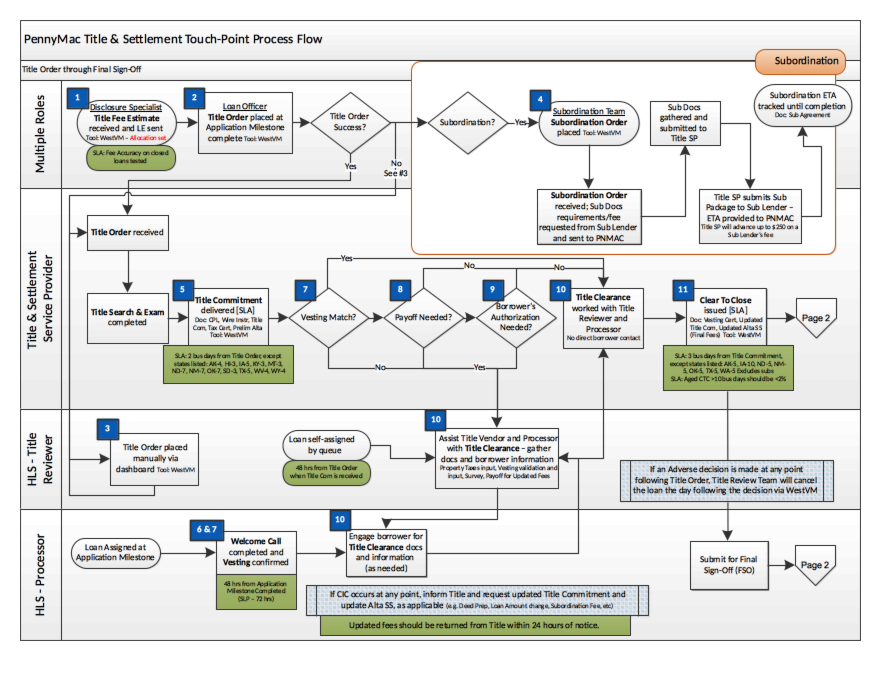 PennyMac Title & Settlement Touch-Point Process Flow
Title Order through Final Sign-Off
Subordination
Multiple Roles
1
Disclosure Specialist
Title Fee Estimate
received and LE sent
Tool: WestVM – Allocation set
SLA: Fee Accuracy on closed
loans tested
2
Loan Officer
Title Order placed at
Application Milestone
complete Tool: WestVM
Title Order
Success?
Yes
No
See #3
Subordination?
Yes
4
Subordination Team
Subordination Order
placed Tool: WestVM
Sub Docs
gathered and
submitted to
Title SP
Subordination ETA
tracked until completion
Doc: Sub Agreement
Subordination Order
received; Sub Docs
requirements/fee
requested from Sub Lender
and sent to PNMAC
Title SP submits Sub
Package to Sub Lender –
ETA provided to PNMAC
Title SP will advance up to $250 on a
Sub Lender's fee
Title & Settlement
Service Provider
Title Order received
Title Search & Exam
completed
5
Title Commitment
delivered [SLA]
Doc: CPL, Wire Instr, Title
Com, Tax Cert, Prelim Alta
Tool: WestVM
SLA: 2 bus days from Title Order, except
states listed: AK-4, HI-3, IA-5, KY-3, MT-3,
ND-7, NM-7, OK-7, SD-3, TX-5, WV-4, WY-4
7
Vesting Match?
Yes
No
8
Payoff Needed?
No
Yes
9
Borrower's
Authorization
Needed?
No
10
Title Clearance
worked with Title
Reviewer and
Processor
No direct borrower contact
11
Clear To Close
issued [SLA]
Doc: Vesting Cert, Updated
Title Com, Updated Alta SS
(Final Fees) Tool: WestVM
SLA: 3 bus days from Title Commitment,
except states listed: AK-5, IA-10, ND-5, NM-
5, OK-5, TX-5, WA-5 Excludes subs
SLA: Aged CTC >10 bus days should be <2%
Page 2
HLS - Title
Reviewer
3
Title Order placed
manually via
dashboard Tool: WestVM
Loan self-assigned
by queue
48 hrs from Title Order
when Title Com is received
10
Assist Title Vendor and Processor
with Title Clearance – gather
docs and borrower information
Property Taxes input, Vesting validation and
input, Survey, Payoff for Updated Fees
If an Adverse decision is made at any point
following Title Order, Title Review Team will cancel
the loan the day following the decision via WestVM
HLS - Processor
Loan Assigned at
Application Milestone
6 & 7
Welcome Call
completed and
Vesting confirmed
48 hrs from Application
Milestone Completed
(SLP – 72 hrs)
10
Engage borrower for
Title Clearance docs
and information
(as needed)
Submit for Final
Sign-Off (FSO)
Page 2
If CIC occurs at any point, inform Title and request updated Title Commitment and
update Alta SS, as applicable (e.g. Deed Prep, Loan Amount change, Subordination Fee, etc)
Updated fees should be returned from Title within 24 hours of notice.